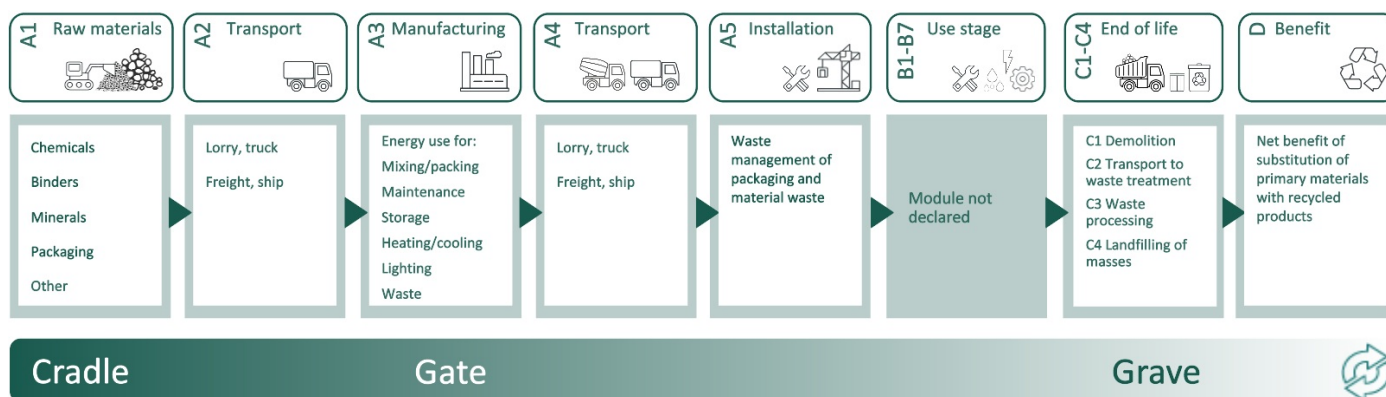 A1 Raw materials
A2 Transport
A3 Manufacturing
A4 Transport
A5 Installation
B1-B7 Use stage
C1-C4 End of life
D Benefit
Chemicals
Binders
Minerals
Packaging
Other
Lorry, truck
Freight, ship
Energy use for:
Mixing/packing
Maintenance
Storage
Heating/cooling
Lighting
Waste
Lorry, truck
Freight, ship
Waste
management of
packaging and
material waste
Module not
declared
C1 Demolition
C2 Transport to
waste treatment
C3 Waste
processing
C4 Landfilling of
masses
Net benefit of
substitution of
primary materials
with recycled
products
Cradle
Gate
Grave